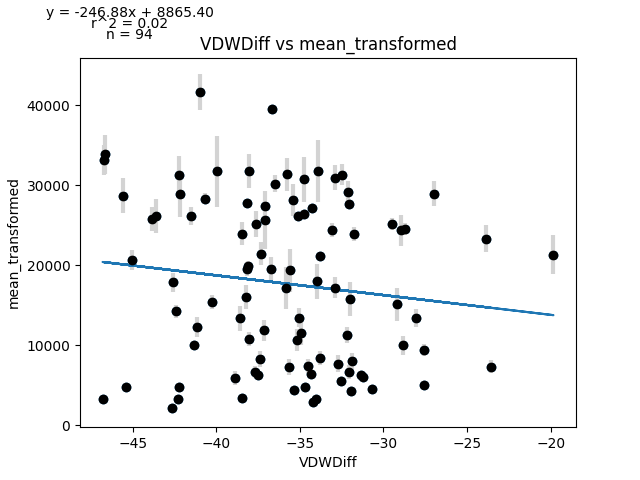 y = -246.88x + 8865.40
r^2 = 0.02
n = 94
VDWDiff vs mean_transformed
mean_transformed
40000
30000
20000
10000
0
−45
−40
−35
−30
−25
−20
VDWDiff